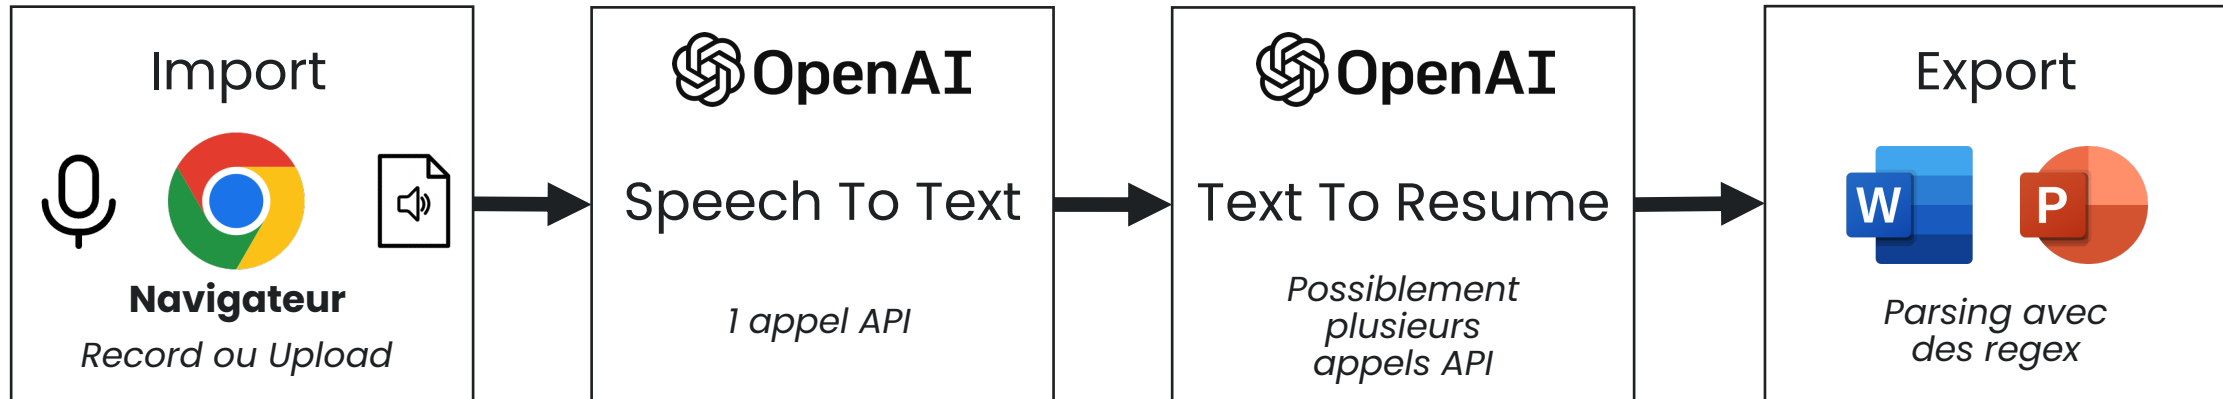 Import
Navigateur
Record ou Upload
OpenAI
Speech To Text
1 appel API
OpenAI
Text To Resume
Possiblement
plusieurs
appels API
Export
W
P
Parsing avec
des regex